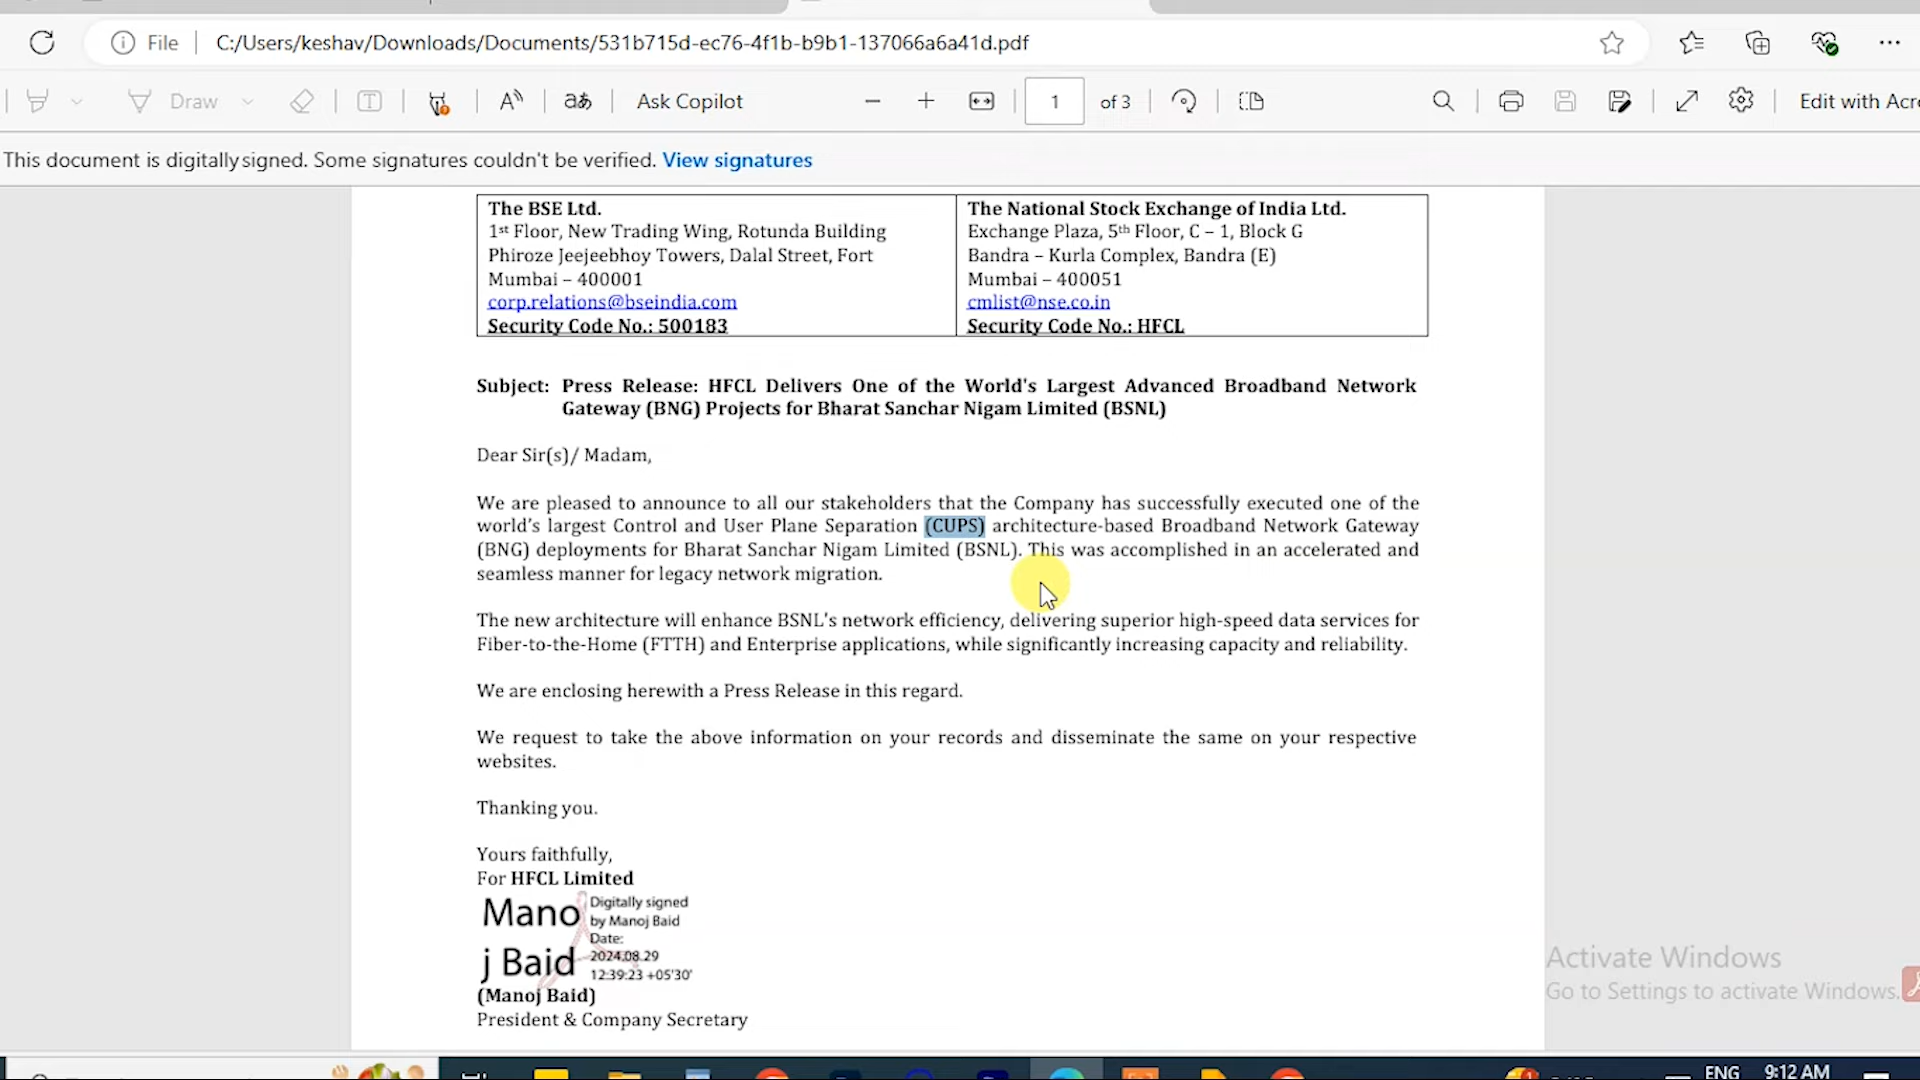 File
C:/Users/keshav/Downloads/Documents/531b715d-ec76-4f1b-b9b1-137066a6a41d.pdf
Draw
aあ
Ask Copilot
1 of 3
Edit with Acro
This document is digitally signed. Some signatures couldn't be verified. View signatures
The BSE Ltd.
1st Floor, New Trading Wing, Rotunda Building
Phiroze Jeejeebhoy Towers, Dalal Street, Fort
Mumbai – 400001
corp.relations@bseindia.com
Security Code No.: 500183
The National Stock Exchange of India Ltd.
Exchange Plaza, 5th Floor, C – 1, Block G
Bandra – Kurla Complex, Bandra (E)
Mumbai – 400051
cmlist@nse.co.in
Security Code No.: HFCL
Subject: Press Release: HFCL Delivers One of the World's Largest Advanced Broadband Network
Gateway (BNG) Projects for Bharat Sanchar Nigam Limited (BSNL)
Dear Sir(s)/ Madam,
We are pleased to announce to all our stakeholders that the Company has successfully executed one of the
world's largest Control and User Plane Separation (CUPS) architecture-based Broadband Network Gateway
(BNG) deployments for Bharat Sanchar Nigam Limited (BSNL). This was accomplished in an accelerated and
seamless manner for legacy network migration.
The new architecture will enhance BSNL's network efficiency, delivering superior high-speed data services for
Fiber-to-the-Home (FTTH) and Enterprise applications, while significantly increasing capacity and reliability.
We are enclosing herewith a Press Release in this regard.
We request to take the above information on your records and disseminate the same on your respective
websites.
Thanking you.
Yours faithfully,
For HFCL Limited
Mano
j Baid
Digitally signed
by Manoj Baid
Date:
2024.08.29
12:39:23 +05'30'
(Manoj Baid)
President & Company Secretary
Activate Windows
Go to Settings to activate Windows.
ENG
9:12 AM